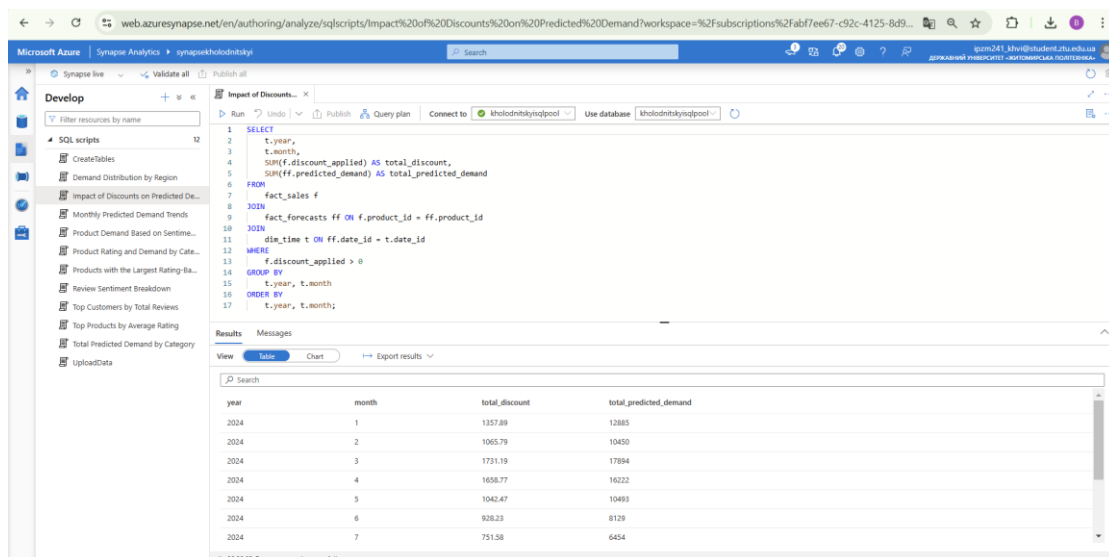 web.azuresynapse.net/en/authoring/analyze/sqlscripts/Impact%20of%20Discounts%20on%20Predicted%20Demand?workspace=%2Fsubscriptions%2Fabf7ee67-c92c-4125-8d9...
B
Microsoft Azure | Synapse Analytics ▸ synapsekholodnitskyi
Search
ipzm241_khvi@student.ztu.edu.ua
ДЕРЖАВНИЙ УНІВЕРСИТЕТ «ЖИТОМИРСЬКА ПОЛІТЕХНІКА»
Synapse live Validate all Publish all
Develop
Filter resources by name
SQL scripts 12
CreateTables
Demand Distribution by Region
Impact of Discounts on Predicted De...
Monthly Predicted Demand Trends
Product Demand Based on Sentime...
Product Rating and Demand by Cate...
Products with the Largest Rating-Ba...
Review Sentiment Breakdown
Top Customers by Total Reviews
Top Products by Average Rating
Total Predicted Demand by Category
UploadData
Impact of Discounts...
Run Undo Publish Query plan Connect to kholodnitskyisqlpool Use database kholodnitskyisqlpool
1 SELECT
2 t.year,
3 t.month,
4 SUM(f.discount_applied) AS total_discount,
5 SUM(ff.predicted_demand) AS total_predicted_demand
6 FROM
7 fact_sales f
8 JOIN
9 fact_forecasts ff ON f.product_id = ff.product_id
10 JOIN
11 dim_time t ON ff.date_id = t.date_id
12 WHERE
13 f.discount_applied > 0
14 GROUP BY
15 t.year, t.month
16 ORDER BY
17 t.year, t.month;
Results Messages
View Table Chart Export results
Search
year month total_discount total_predicted_demand
2024 1 1357.89 12885
2024 2 1065.79 10450
2024 3 1731.19 17894
2024 4 1658.77 16222
2024 5 1042.47 10493
2024 6 928.23 8129
2024 7 751.58 6454